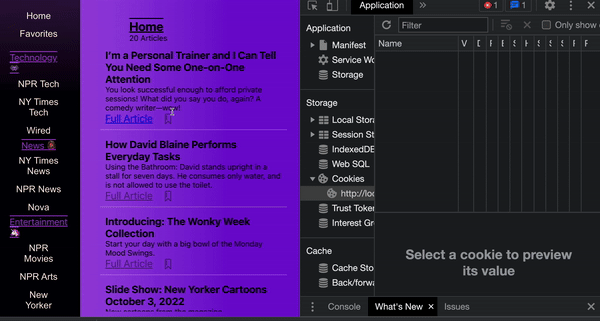 Home
Favorites
Technology
NPR Tech
NY Times
Tech
Wired
News
NY Times
News
NPR News
Nova
Entertainment
NPR
Movies
NPR Arts
New
Yorker
Home
20 Articles
I'm a Personal Trainer and I Can Tell
You Need Some One-on-One
Attention
You look successful enough to afford private
sessions! What did you say you do, again? A
comedy writer—wow!
Full Article
How David Blaine Performs
Everyday Tasks
Using the Bathroom: David stands upright in a
stall for seven days. He consumes only water, and
is not allowed to use the toilet.
Full Article
Introducing: The Wonky Week
Collection
Start your day with a big bowl of the Monday
Mood Swings.
Full Article
Slide Show: New Yorker Cartoons
October 3, 2022
Application
1
1
Application
Manifest
Service Wo
Storage
Storage
Local Stora
Session St
IndexedDB
Web SQL
Cookies
http://loc
Trust Token
Interest Gr
Cache
Cache Sto
Back/forwa
Filter
Only show
Name
Select a cookie to preview
its value
Console
What's New
Issues